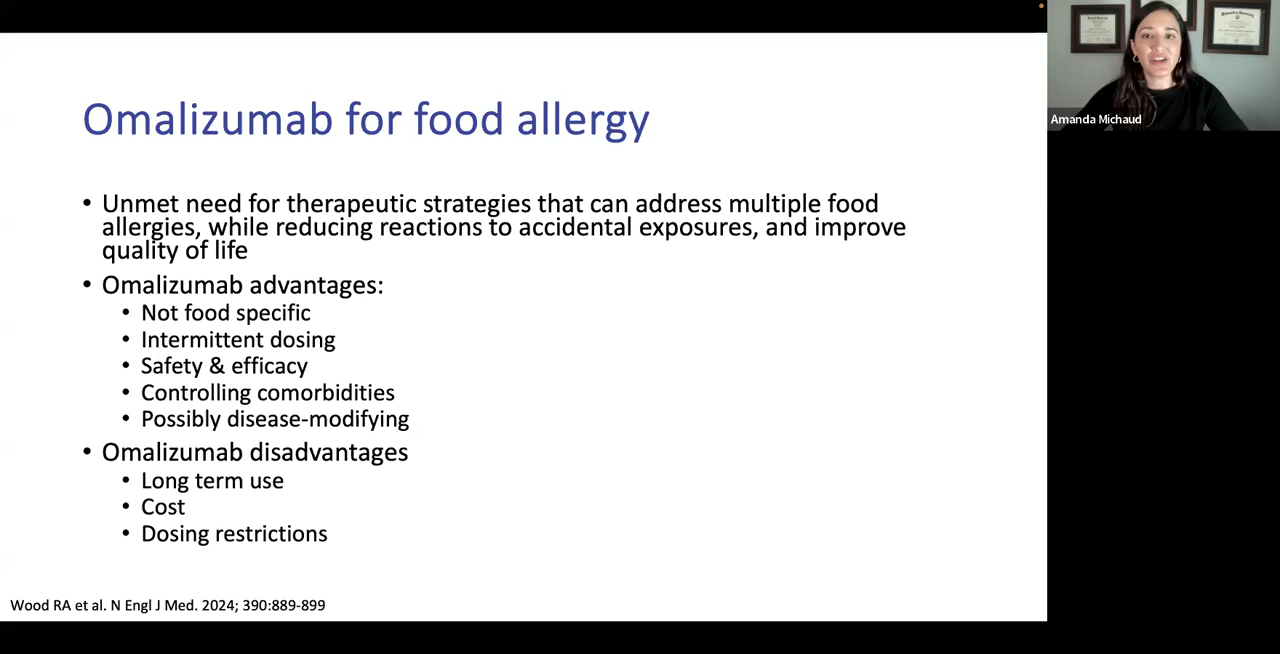 Omalizumab for food allergy
• Unmet need for therapeutic strategies that can address multiple food
allergies, while reducing reactions to accidental exposures, and improve
quality of life
• Omalizumab advantages:
• Not food specific
• Intermittent dosing
• Safety & efficacy
• Controlling comorbidities
• Possibly disease-modifying
• Omalizumab disadvantages
• Long term use
• Cost
• Dosing restrictions
Wood RA et al. N Engl J Med. 2024; 390:889-899
Amanda Michaud